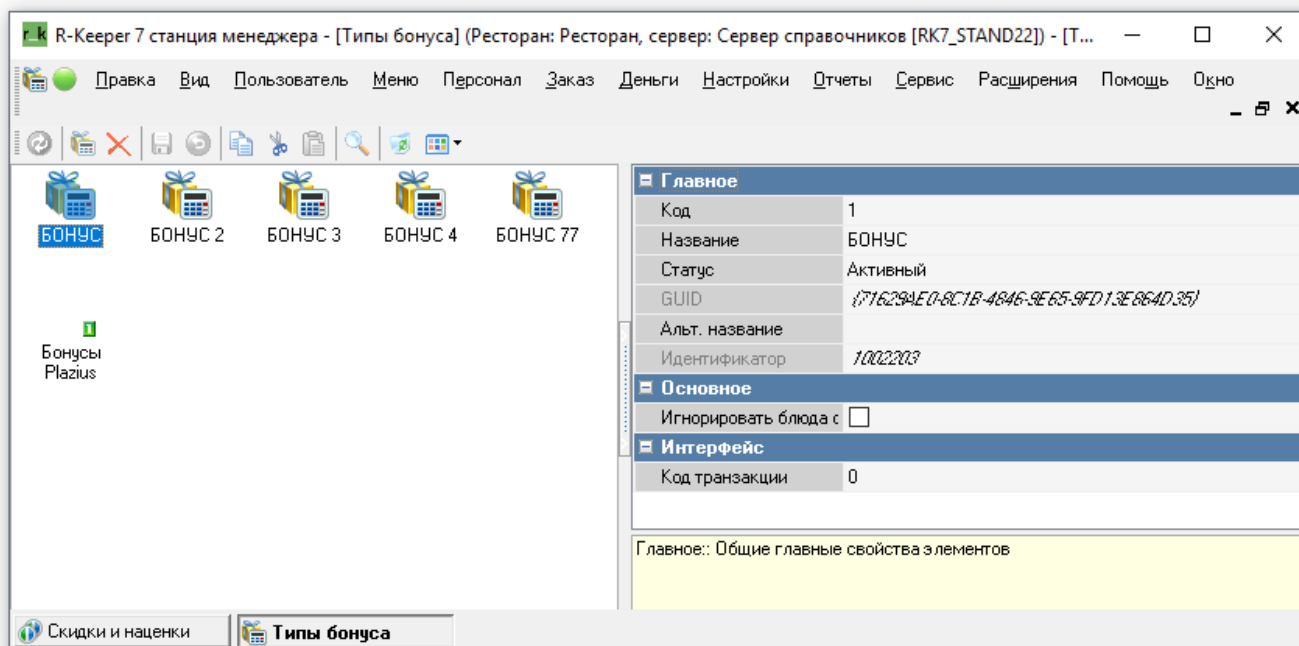 r_k R-Keeper 7 станция менеджера - [Типы бонуса] (Ресторан: Ресторан, сервер: Сервер справочников [RK7_STAND22]) - [Т...
Правка Вид Пользователь Меню Персонал Заказ Деньги Настройки Отчеты Сервис Расширения Помощь Окно
БОНУС БОНУС 2 БОНУС 3 БОНУС 4 БОНУС 77
1
Бонусы
Plazius
Главное
Код 1
Название БОНУС
Статус Активный
GUID {71629AE0-8C1B-4846-9E65-9FD13E864D35}
Альт. название
Идентификатор 1002203
Основное
Игнорировать блюда с
Интерфейс
Код транзакции 0
Главное:: Общие главные свойства элементов
Скидки и наценки Типы бонуса